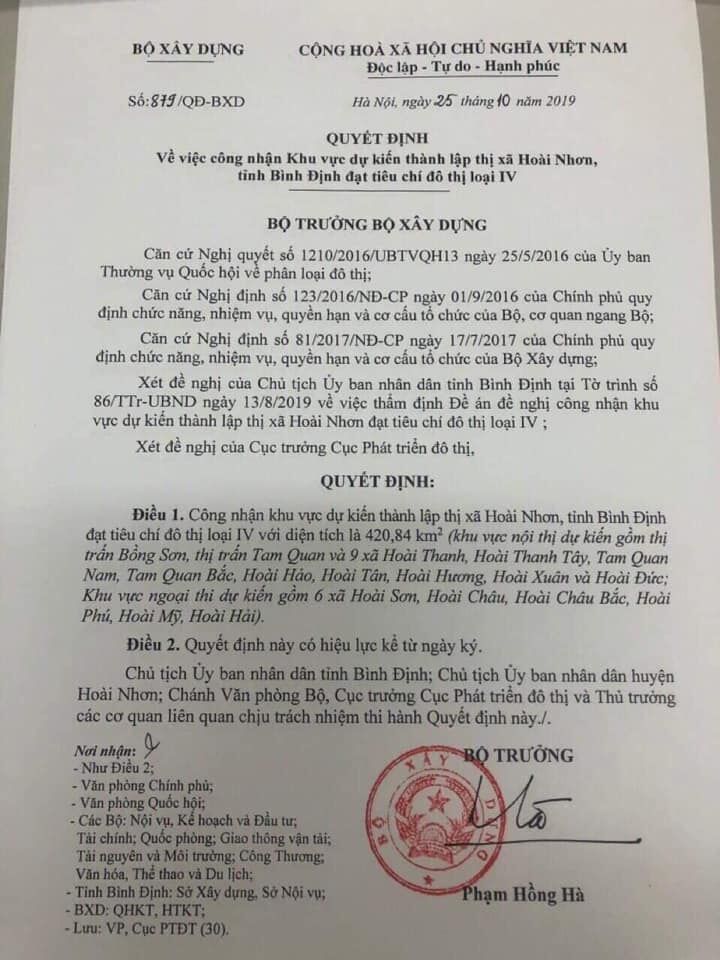 BỘ XÂY DỰNG
CỘNG HOÀ XÃ HỘI CHỦ NGHĨA VIỆT NAM
Độc lập - Tự do - Hạnh phúc
Số:879/QĐ-BXD
Hà Nội, ngày 25 tháng 10 năm 2019
QUYẾT ĐỊNH
Về việc công nhận Khu vực dự kiến thành lập thị xã Hoài Nhơn,
tỉnh Bình Định đạt tiêu chí đô thị loại IV
BỘ TRƯỞNG BỘ XÂY DỰNG
Căn cứ Nghị quyết số 1210/2016/UBTVQH13 ngày 25/5/2016 của Ủy ban
Thường vụ Quốc hội về phân loại đô thị;
Căn cứ Nghị định số 123/2016/NĐ-CP ngày 01/9/2016 của Chính phủ quy
định chức năng, nhiệm vụ, quyền hạn và cơ cấu tổ chức của Bộ, cơ quan ngang Bộ;
Căn cứ Nghị định số 81/2017/NĐ-CP ngày 17/7/2017 của Chính phủ quy
định chức năng, nhiệm vụ, quyền hạn và cơ cấu tổ chức của Bộ Xây dựng;
Xét đề nghị của Chủ tịch Ủy ban nhân dân tỉnh Bình Định tại Tờ trình số
86/TTr-UBND ngày 13/8/2019 về việc thẩm định Đề án đề nghị công nhận khu
vực dự kiến thành lập thị xã Hoài Nhơn đạt tiêu chí đô thị loại IV ;
Xét đề nghị của Cục trưởng Cục Phát triển đô thị,
QUYẾT ĐỊNH:
Điều 1. Công nhận khu vực dự kiến thành lập thị xã Hoài Nhơn, tỉnh Bình Định
đạt tiêu chí đô thị loại IV với diện tích là 420,84 km² (khu vực nội thị dự kiến gồm thị
trấn Bồng Sơn, thị trấn Tam Quan và 9 xã Hoài Thanh, Hoài Thanh Tây, Tam Quan
Nam, Tam Quan Bắc, Hoài Hảo, Hoài Tân, Hoài Hương, Hoài Xuân và Hoài Đức;
Khu vực ngoại thi dự kiến gồm 6 xã Hoài Sơn, Hoài Châu, Hoài Châu Bắc, Hoài
Phú, Hoài Mỹ, Hoài Hải).
Điều 2. Quyết định này có hiệu lực kể từ ngày ký.
Chủ tịch Ủy ban nhân dân tỉnh Bình Định; Chủ tịch Ủy ban nhân dân huyện
Hoài Nhơn; Chánh Văn phòng Bộ, Cục trưởng Cục Phát triển đô thị và Thủ trưởng
các cơ quan liên quan chịu trách nhiệm thi hành Quyết định này./.
Nơi nhận:
- Như Điều 2;
- Văn phòng Chính phủ;
- Văn phòng Quốc hội;
- Các Bộ: Nội vụ, Kế hoạch và Đầu tư;
Tài chính; Quốc phòng; Giao thông vận tải;
Tài nguyên và Môi trường; Công Thương;
Văn hóa, Thể thao và Du lịch;
- Tỉnh Bình Định: Sở Xây dựng, Sở Nội vụ;
- BXD: QHKT, HTKT;
- Lưu: VP, Cục PTĐT (30).
BỘ TRƯỞNG
BỘ XÂY DỰNG
Phạm Hồng Hà